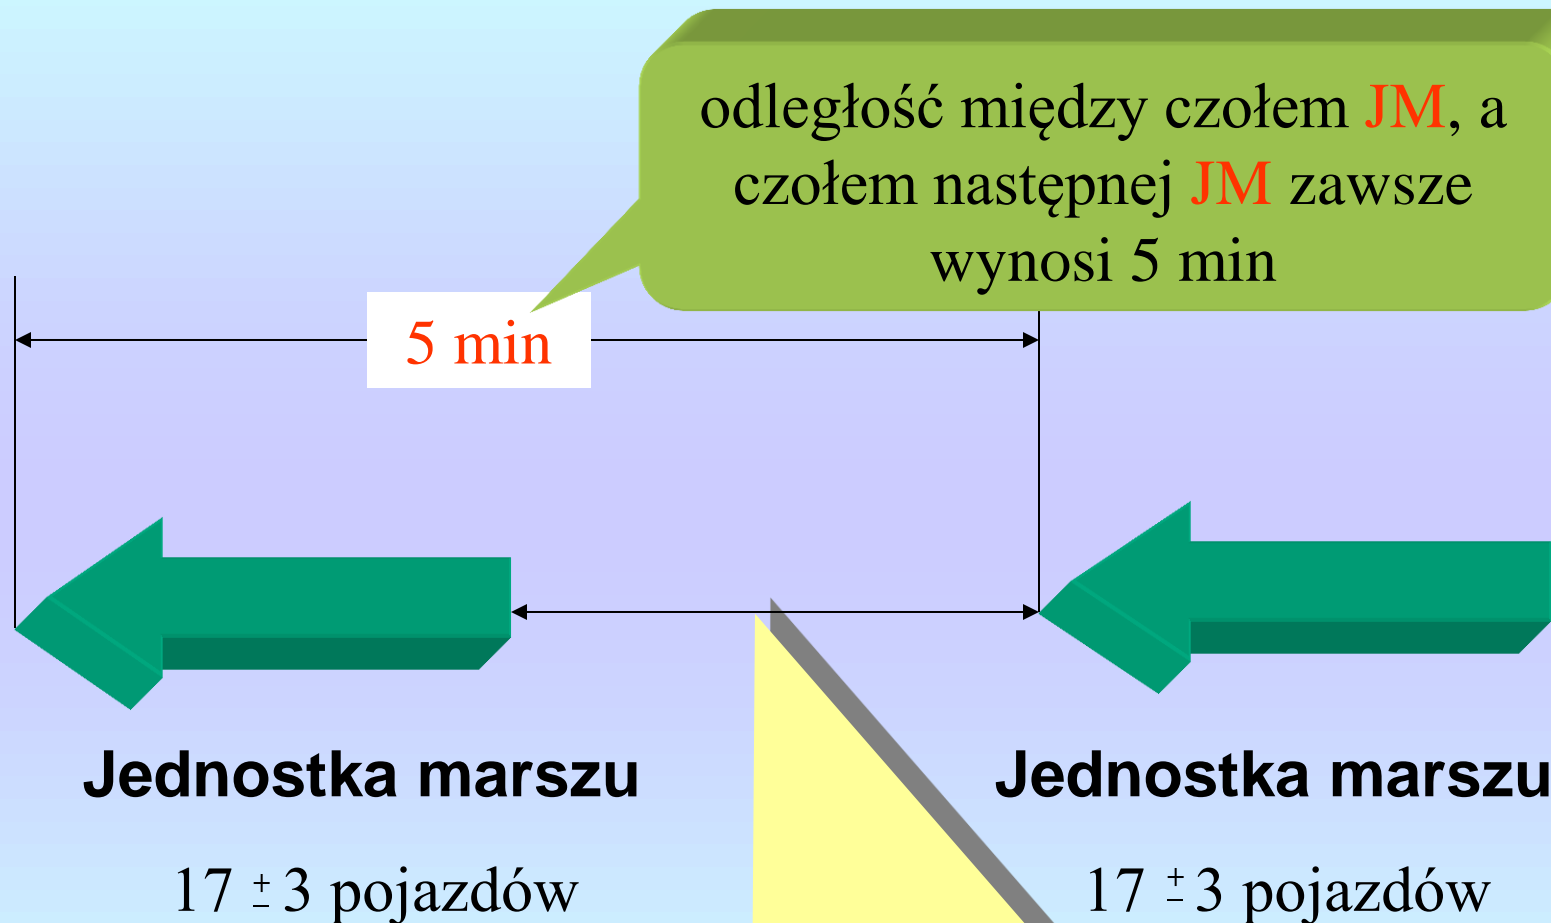 odległość między czołem JM, a
czołem następnej JM zawsze
wynosi 5 min
5 min
Jednostka marszu
Jednostka marszu
17 ± 3 pojazdów
17 ± 3 pojazdów